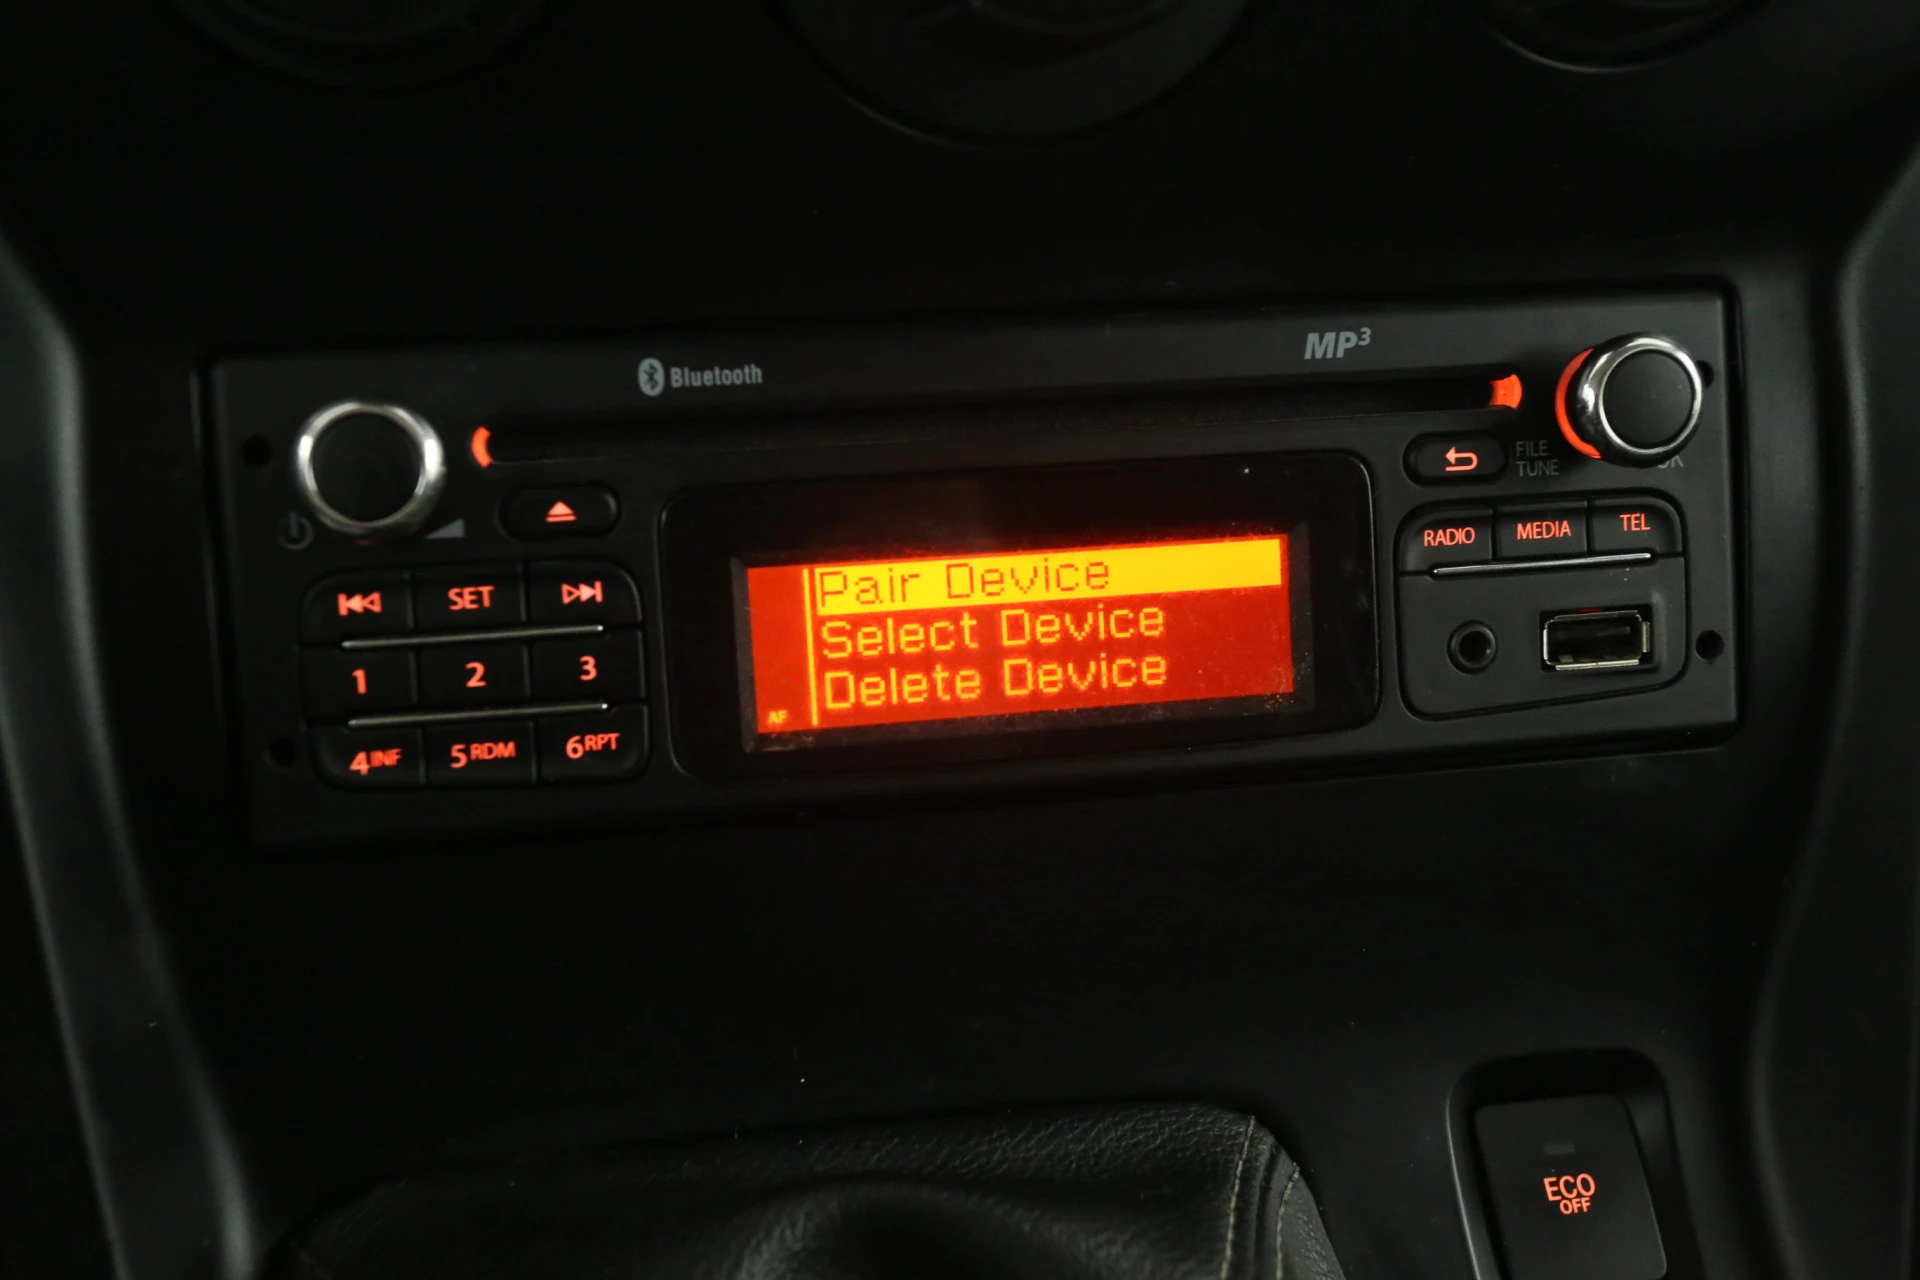 Bluetooth
MP3
FILE
TUNE
RADIO MEDIA TEL
SET
1 2 3
4INF 5RDM 6RPT
Pair Device
Select Device
Delete Device
AF
ECO
OFF